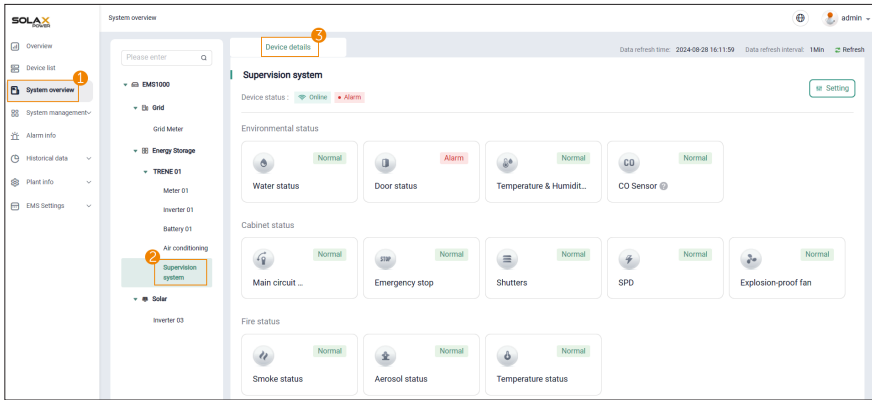 SOLAX
POWER
System overview
admin
Overview
Device list
1
System overview
System management
Alarm info
Historical data
Plant info
EMS Settings
Please enter
EMS1000
Grid
Grid Meter
Energy Storage
TRENE 01
Meter 01
Inverter 01
Battery 01
Air conditioning
2
Supervision
system
Solar
Inverter 03
3
Device details
Data refresh time: 2024-08-28 16:11:59 Data refresh interval: 1Min Refresh
Supervision system
Setting
Device status : Online Alarm
Environmental status
Normal Alarm Normal CO Normal
Water status Door status Temperature & Humidit... CO Sensor ?
Cabinet status
Normal STOP Normal Normal Normal Normal
Main circuit ... Emergency stop Shutters SPD Explosion-proof fan
Fire status
Normal Normal Normal
Smoke status Aerosol status Temperature status